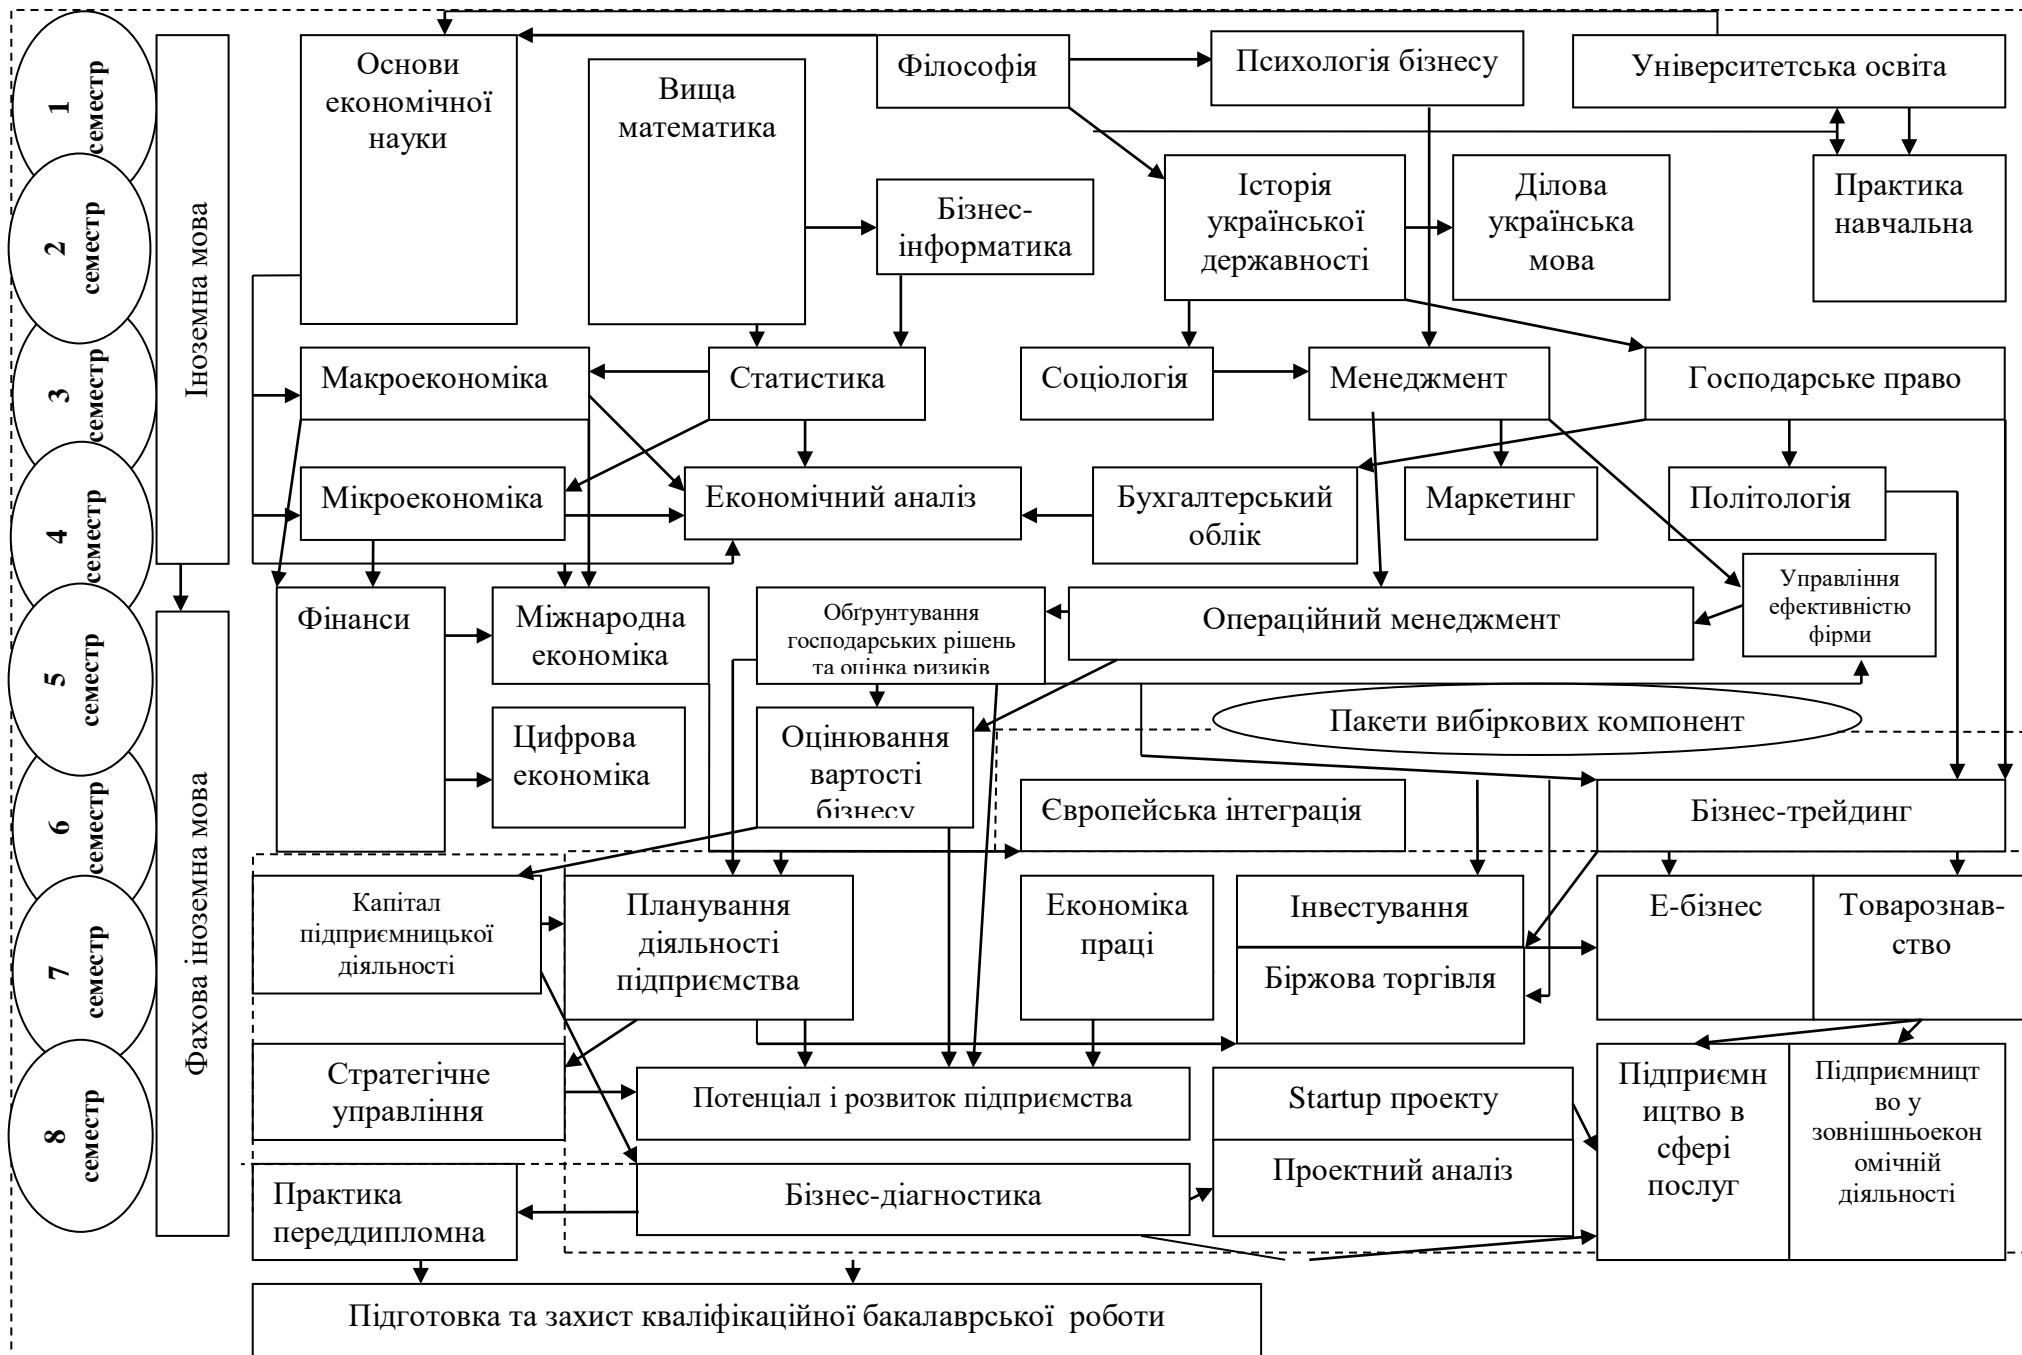 1
семестр
2
семестр
3
семестр
4
семестр
5
семестр
6
семестр
7
семестр
8
семестр
Іноземна мова
Фахова іноземна мова
Основи
економічної
науки
Вища
математика
Філософія
Психологія бізнесу
Університетська освіта
Бізнес-
інформатика
Історія
української
державності
Ділова
українська
мова
Практика
навчальна
Макроекономіка
Статистика
Соціологія
Менеджмент
Господарське право
Мікроекономіка
Економічний аналіз
Бухгалтерський
облік
Маркетинг
Політологія
Фінанси
Міжнародна
економіка
Обґрунтування
господарських рішень
та оцінка ризиків
Операційний менеджмент
Управління
ефективністю
фірми
Цифрова
економіка
Оцінювання
вартості
бізнесу
Пакети вибіркових компонент
Європейська інтеграція
Бізнес-трейдинг
Капітал
підприємницької
діяльності
Планування
діяльності
підприємства
Економіка
праці
Інвестування
Біржова торгівля
Е-бізнес
Товарознав-
ство
Стратегічне
управління
Потенціал і розвиток підприємства
Startup проекту
Проектний аналіз
Підприємн
ицтво в
сфері
послуг
Підприємницт
во у
зовнішньоекон
омічній
діяльності
Практика
переддипломна
Бізнес-діагностика
Підготовка та захист кваліфікаційної бакалаврської роботи